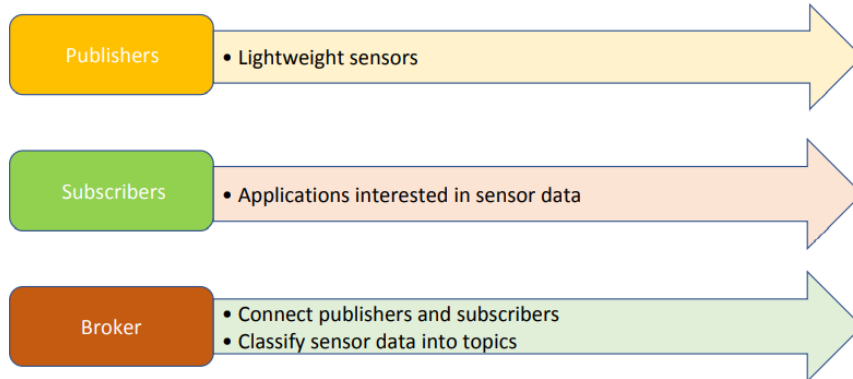 Publishers
• Lightweight sensors
Subscribers
• Applications interested in sensor data
Broker
• Connect publishers and subscribers
• Classify sensor data into topics